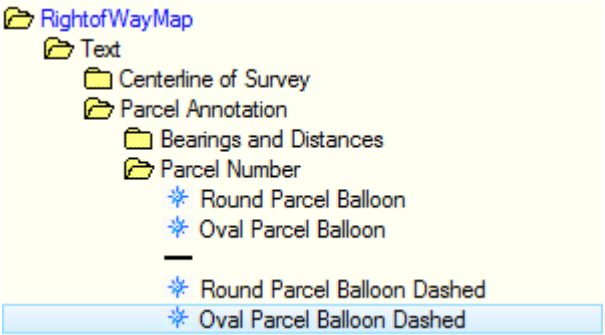 RightofWayMap
Text
Centerline of Survey
Parcel Annotation
Bearings and Distances
Parcel Number
Round Parcel Balloon
Oval Parcel Balloon
Round Parcel Balloon Dashed
Oval Parcel Balloon Dashed